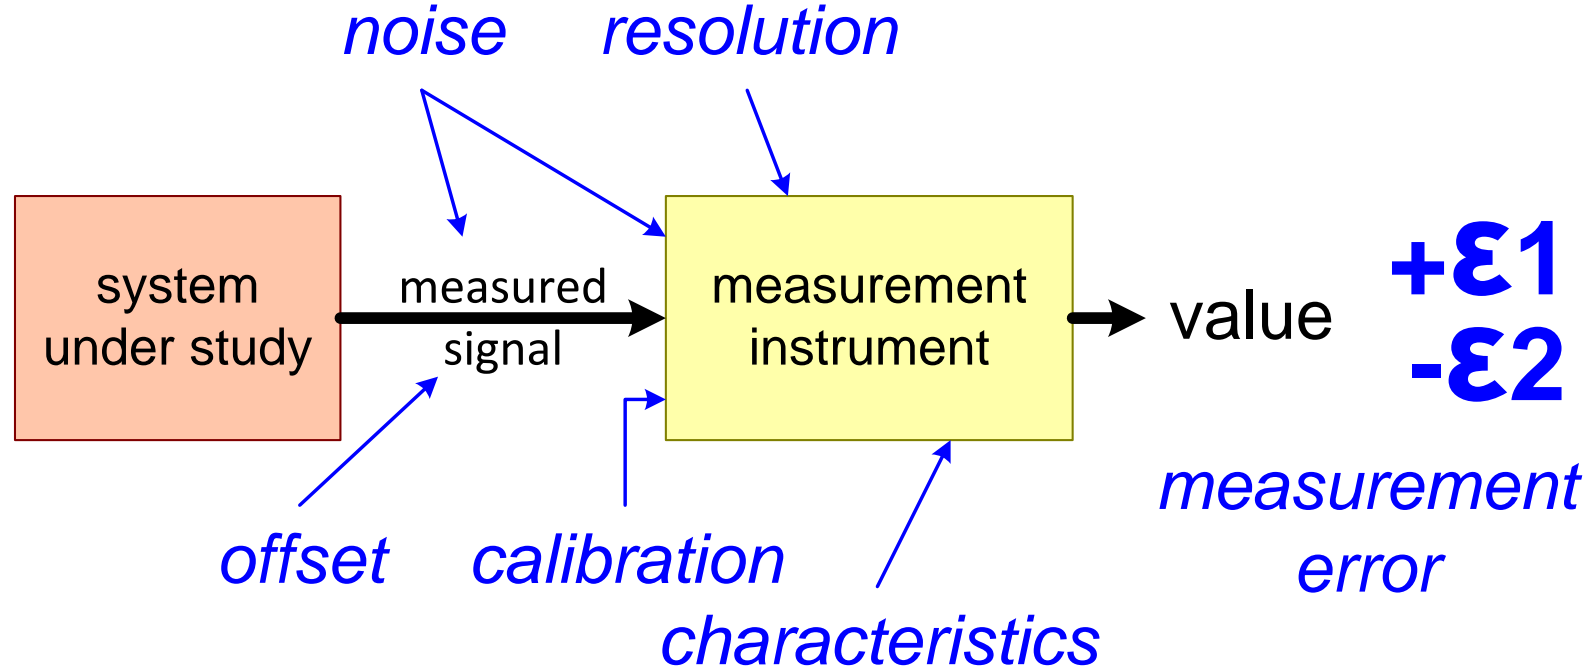 noise
resolution
system
under study
measured
signal
measurement
instrument
value
+ε1
-ε2
measurement
error
offset
calibration
characteristics